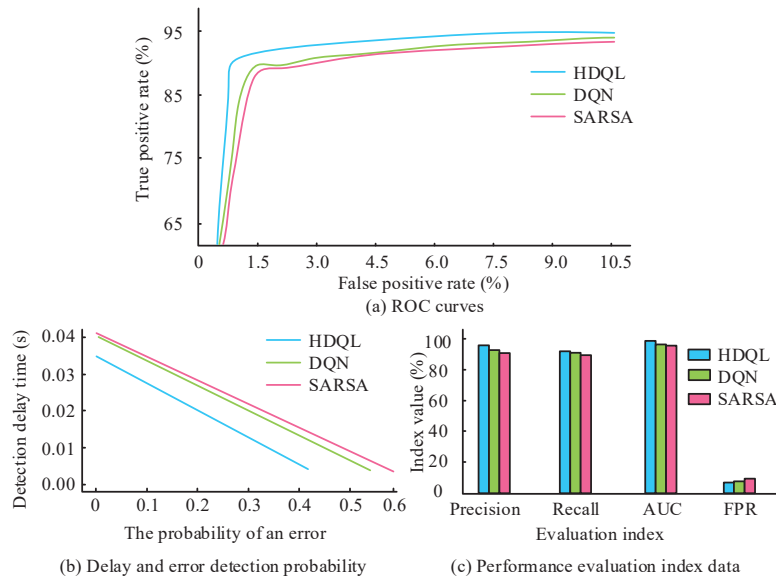 95
85
65
True positive rate (%)
HDQL
DQN
SARSA
0 1.5 3.0 4.5 6.0 7.5 9.0 10.5
False positive rate (%)
(a) ROC curves
0.04
0.03
0.02
0.01
0.00
Detection delay time (s)
HDQL
DQN
SARSA
0 0.1 0.2 0.3 0.4 0.5 0.6
The probability of an error
(b) Delay and error detection probability
100
80
60
40
20
0
Index value (%)
HDQL
DQN
SARSA
Precision Recall AUC FPR
Evaluation index
(c) Performance evaluation index data